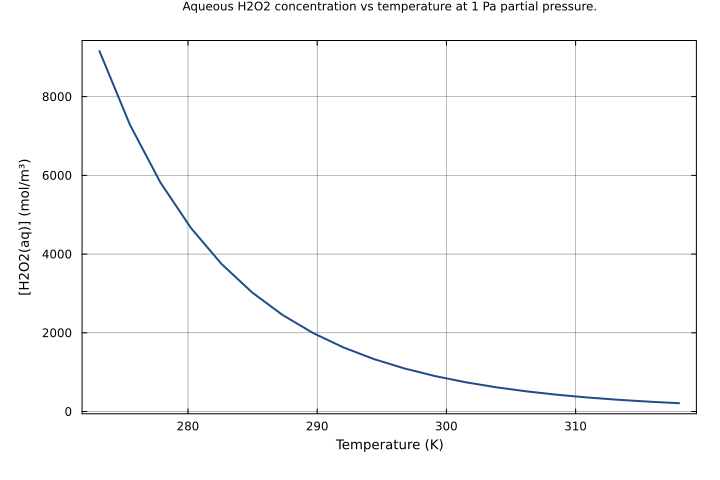 Aqueous H2O2 concentration vs temperature at 1 Pa partial pressure.
[H2O2(aq)] (mol/m³)
8000
6000
4000
2000
0
280 290 300 310
Temperature (K)